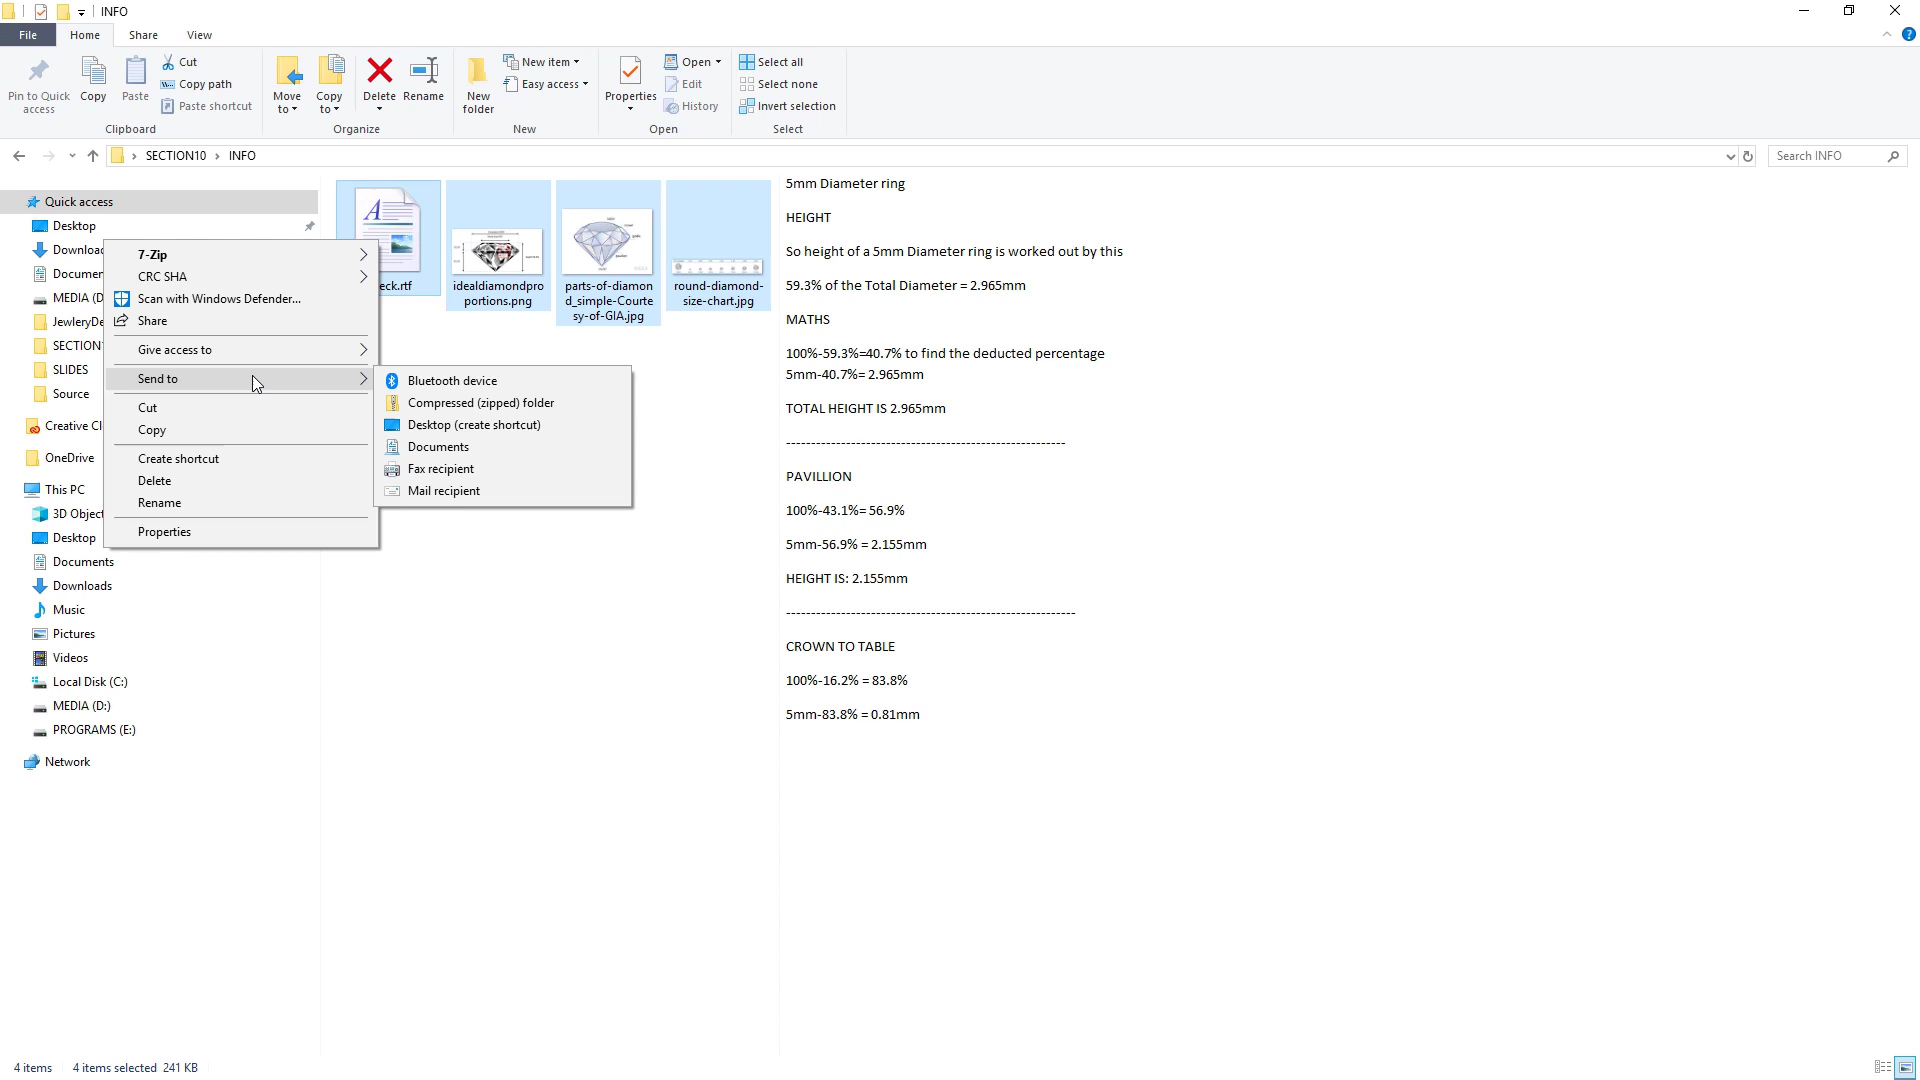 INFO
File
Home
Share
View
Pin to Quick
access
Copy
Paste
Cut
Copy path
Paste shortcut
Clipboard
Move
to
Copy
to
Delete
Rename
Organize
New
folder
New item
Easy access
New
Properties
Open
Edit
History
Open
Select all
Select none
Invert selection
Select
SECTION10 > INFO
Search INFO
Quick access
Desktop
Downloa
Documen
MEDIA (D
JewleryDe
SECTION
SLIDES
Source
Creative Cl
OneDrive
This PC
3D Object
Desktop
Documents
Downloads
Music
Pictures
Videos
Local Disk (C:)
MEDIA (D:)
PROGRAMS (E:)
Network
7-Zip
CRC SHA
Scan with Windows Defender...
Share
Give access to
Send to
Cut
Copy
Create shortcut
Delete
Rename
Properties
Bluetooth device
Compressed (zipped) folder
Desktop (create shortcut)
Documents
Fax recipient
Mail recipient
eck.rtf
idealdiamondpro
portions.png
parts-of-diamon
d_simple-Courte
sy-of-GIA.jpg
round-diamond-
size-chart.jpg
5mm Diameter ring
HEIGHT
So height of a 5mm Diameter ring is worked out by this
59.3% of the Total Diameter = 2.965mm
MATHS
100%-59.3%=40.7% to find the deducted percentage
5mm-40.7%= 2.965mm
TOTAL HEIGHT IS 2.965mm
PAVILLION
100%-43.1%= 56.9%
5mm-56.9% = 2.155mm
HEIGHT IS: 2.155mm
CROWN TO TABLE
100%-16.2% = 83.8%
5mm-83.8% = 0.81mm
4 items
4 items selected 241 KB